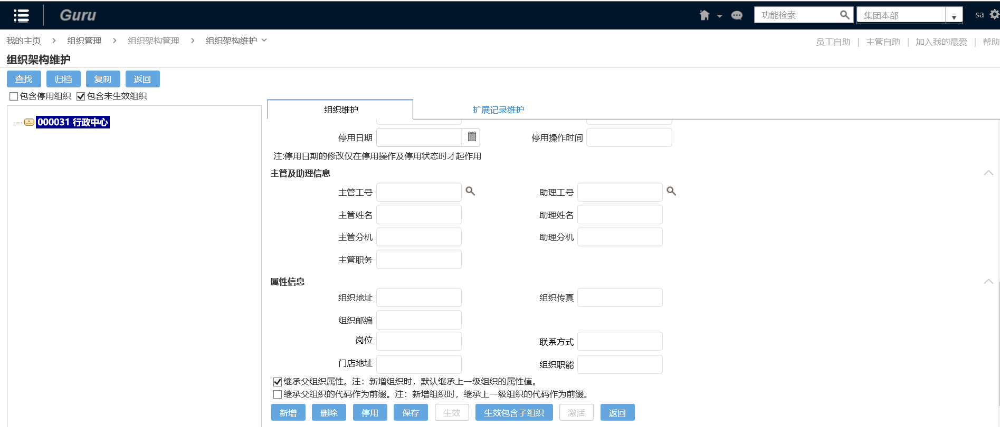 Guru
功能检索
集团本部
sa
我的主页 > 组织管理 > 组织架构管理 > 组织架构维护
员工自助 | 主管自助 | 加入我的最爱 | 帮助
组织架构维护
查找 归档 复制 返回
包含停用组织 包含未生效组织
000031 行政中心
组织维护 扩展记录维护
停用日期 停用操作时间
注:停用日期的修改仅在停用操作及停用状态时才起作用
主管及助理信息
主管工号 助理工号
主管姓名 助理姓名
主管分机 助理分机
主管职务
属性信息
组织地址 组织传真
组织邮编
岗位 联系方式
门店地址 组织职能
继承父组织属性。注：新增组织时，默认继承上一级组织的属性值。
继承父组织的代码作为前缀。注：新增组织时，继承上一级组织的代码作为前缀。
新增 删除 停用 保存 生效 生效包含子组织 激活 返回